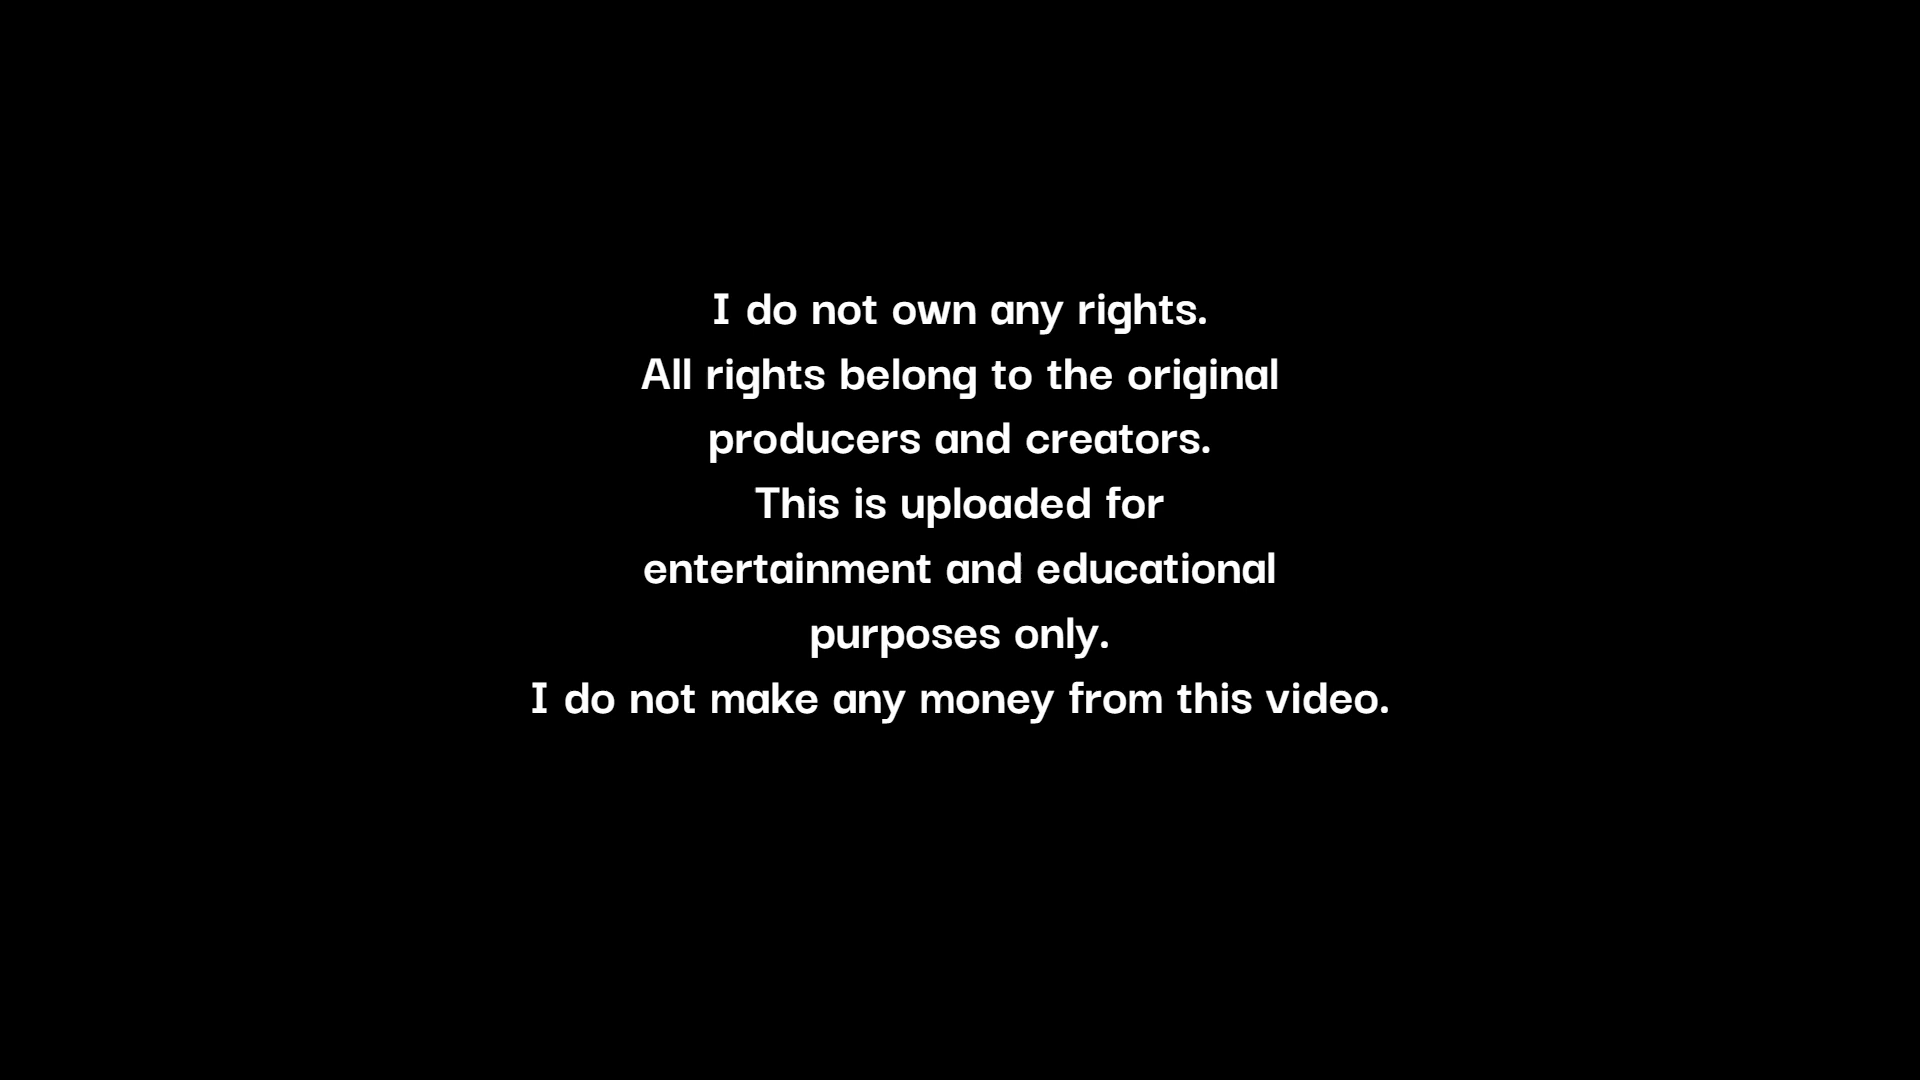 I do not own any rights.
All rights belong to the original
producers and creators.
This is uploaded for
entertainment and educational
purposes only.
I do not make any money from this video.